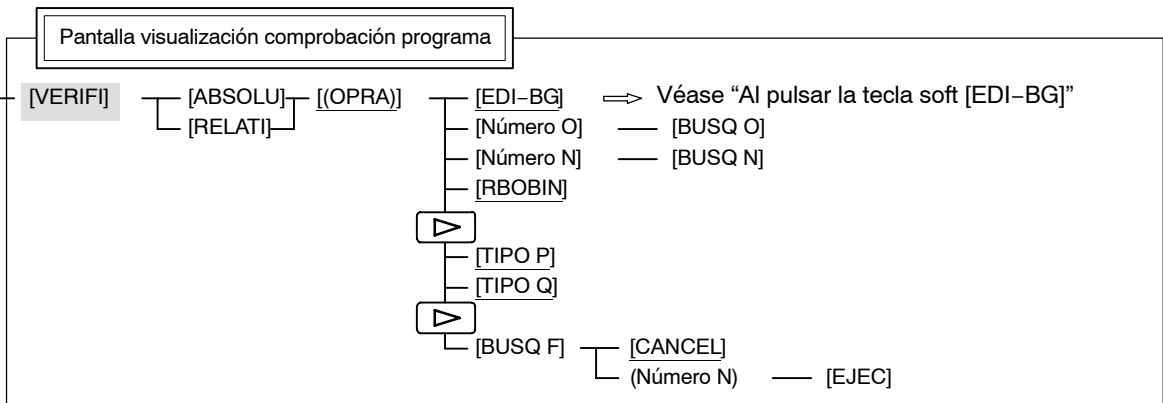 Pantalla visualización comprobación programa
[VERIFI] [ABSOLU] [(OPRA)] [EDI−BG] Véase “Al pulsar la tecla soft [EDI−BG]”
[RELATI] [Número O] [BUSQ O]
[Número N] [BUSQ N]
[RBOBIN]
[TIPO P]
[TIPO Q]
[BUSQ F] [CANCEL]
(Número N) [EJEC]